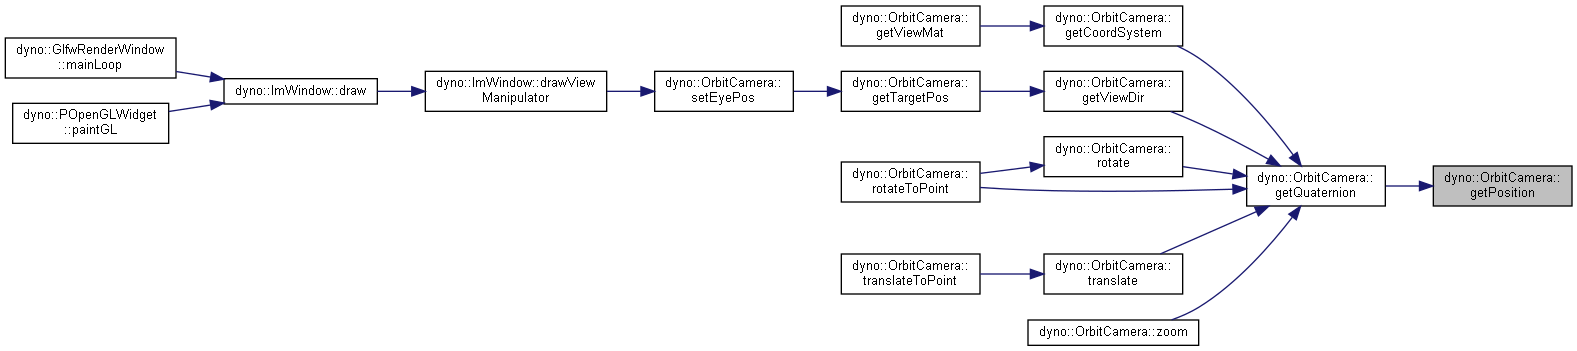 dyno::GlfwRenderWindow
::mainLoop
dyno::POpenGLWidget
::paintGL
dyno::ImWindow::draw
dyno::ImWindow::drawView
Manipulator
dyno::OrbitCamera::
setEyePos
dyno::OrbitCamera::
getViewMat
dyno::OrbitCamera::
getTargetPos
dyno::OrbitCamera::
rotateToPoint
dyno::OrbitCamera::
translateToPoint
dyno::OrbitCamera::
getCoordSystem
dyno::OrbitCamera::
getViewDir
dyno::OrbitCamera::
rotate
dyno::OrbitCamera::
translate
dyno::OrbitCamera::zoom
dyno::OrbitCamera::
getQuaternion
dyno::OrbitCamera::
getPosition